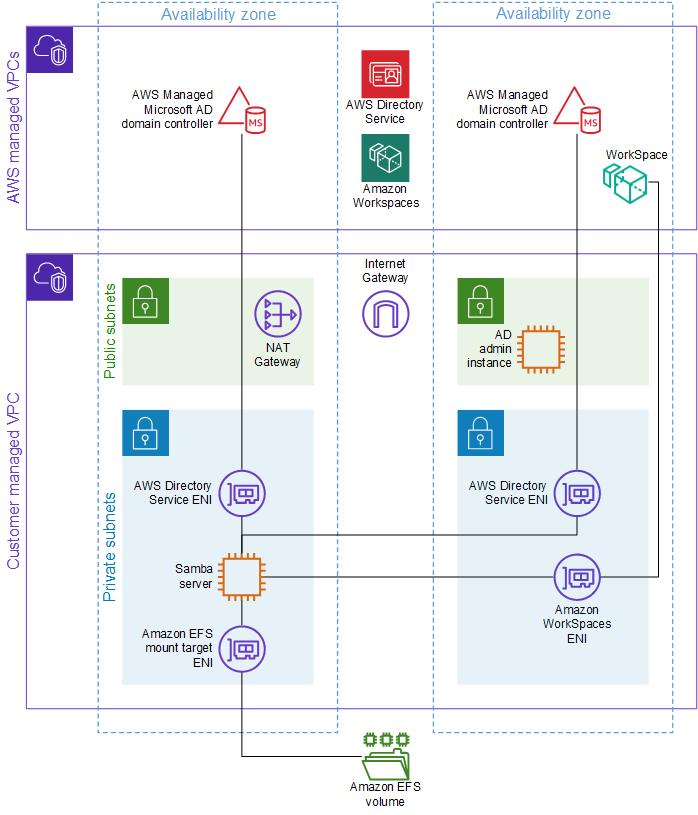 Availability zone
Availability zone
AWS managed VPCs
AWS Managed
Microsoft AD
domain controller
MS
AWS Directory
Service
Amazon
Workspaces
AWS Managed
Microsoft AD
domain controller
MS
WorkSpace
Customer managed VPC
Public subnets
NAT
Gateway
Internet
Gateway
AD
admin
instance
Private subnets
AWS Directory
Service ENI
AWS Directory
Service ENI
Samba
server
Amazon
WorkSpaces
ENI
Amazon EFS
mount target
ENI
Amazon EFS
volume